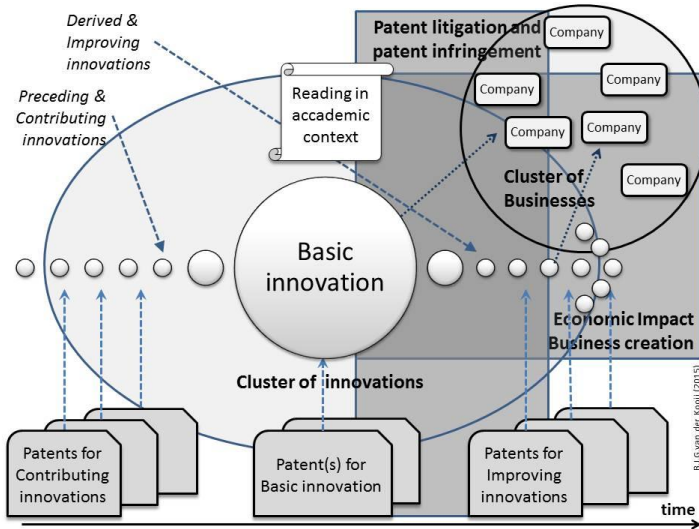 Derived &
Improving
innovations
Patent litigation and
patent infringement
Company
Company
Company
Preceding &
Contributing
innovations
Reading in
accademic
context
Company
Company
Company
Cluster of
Businesses
Basic
innovation
Economic Impact
Business creation
Cluster of innovations
B.J.G van der Kooij (2015)
Patents for
Contributing
innovations
Patent(s) for
Basic innovation
Patents for
Improving
innovations
time